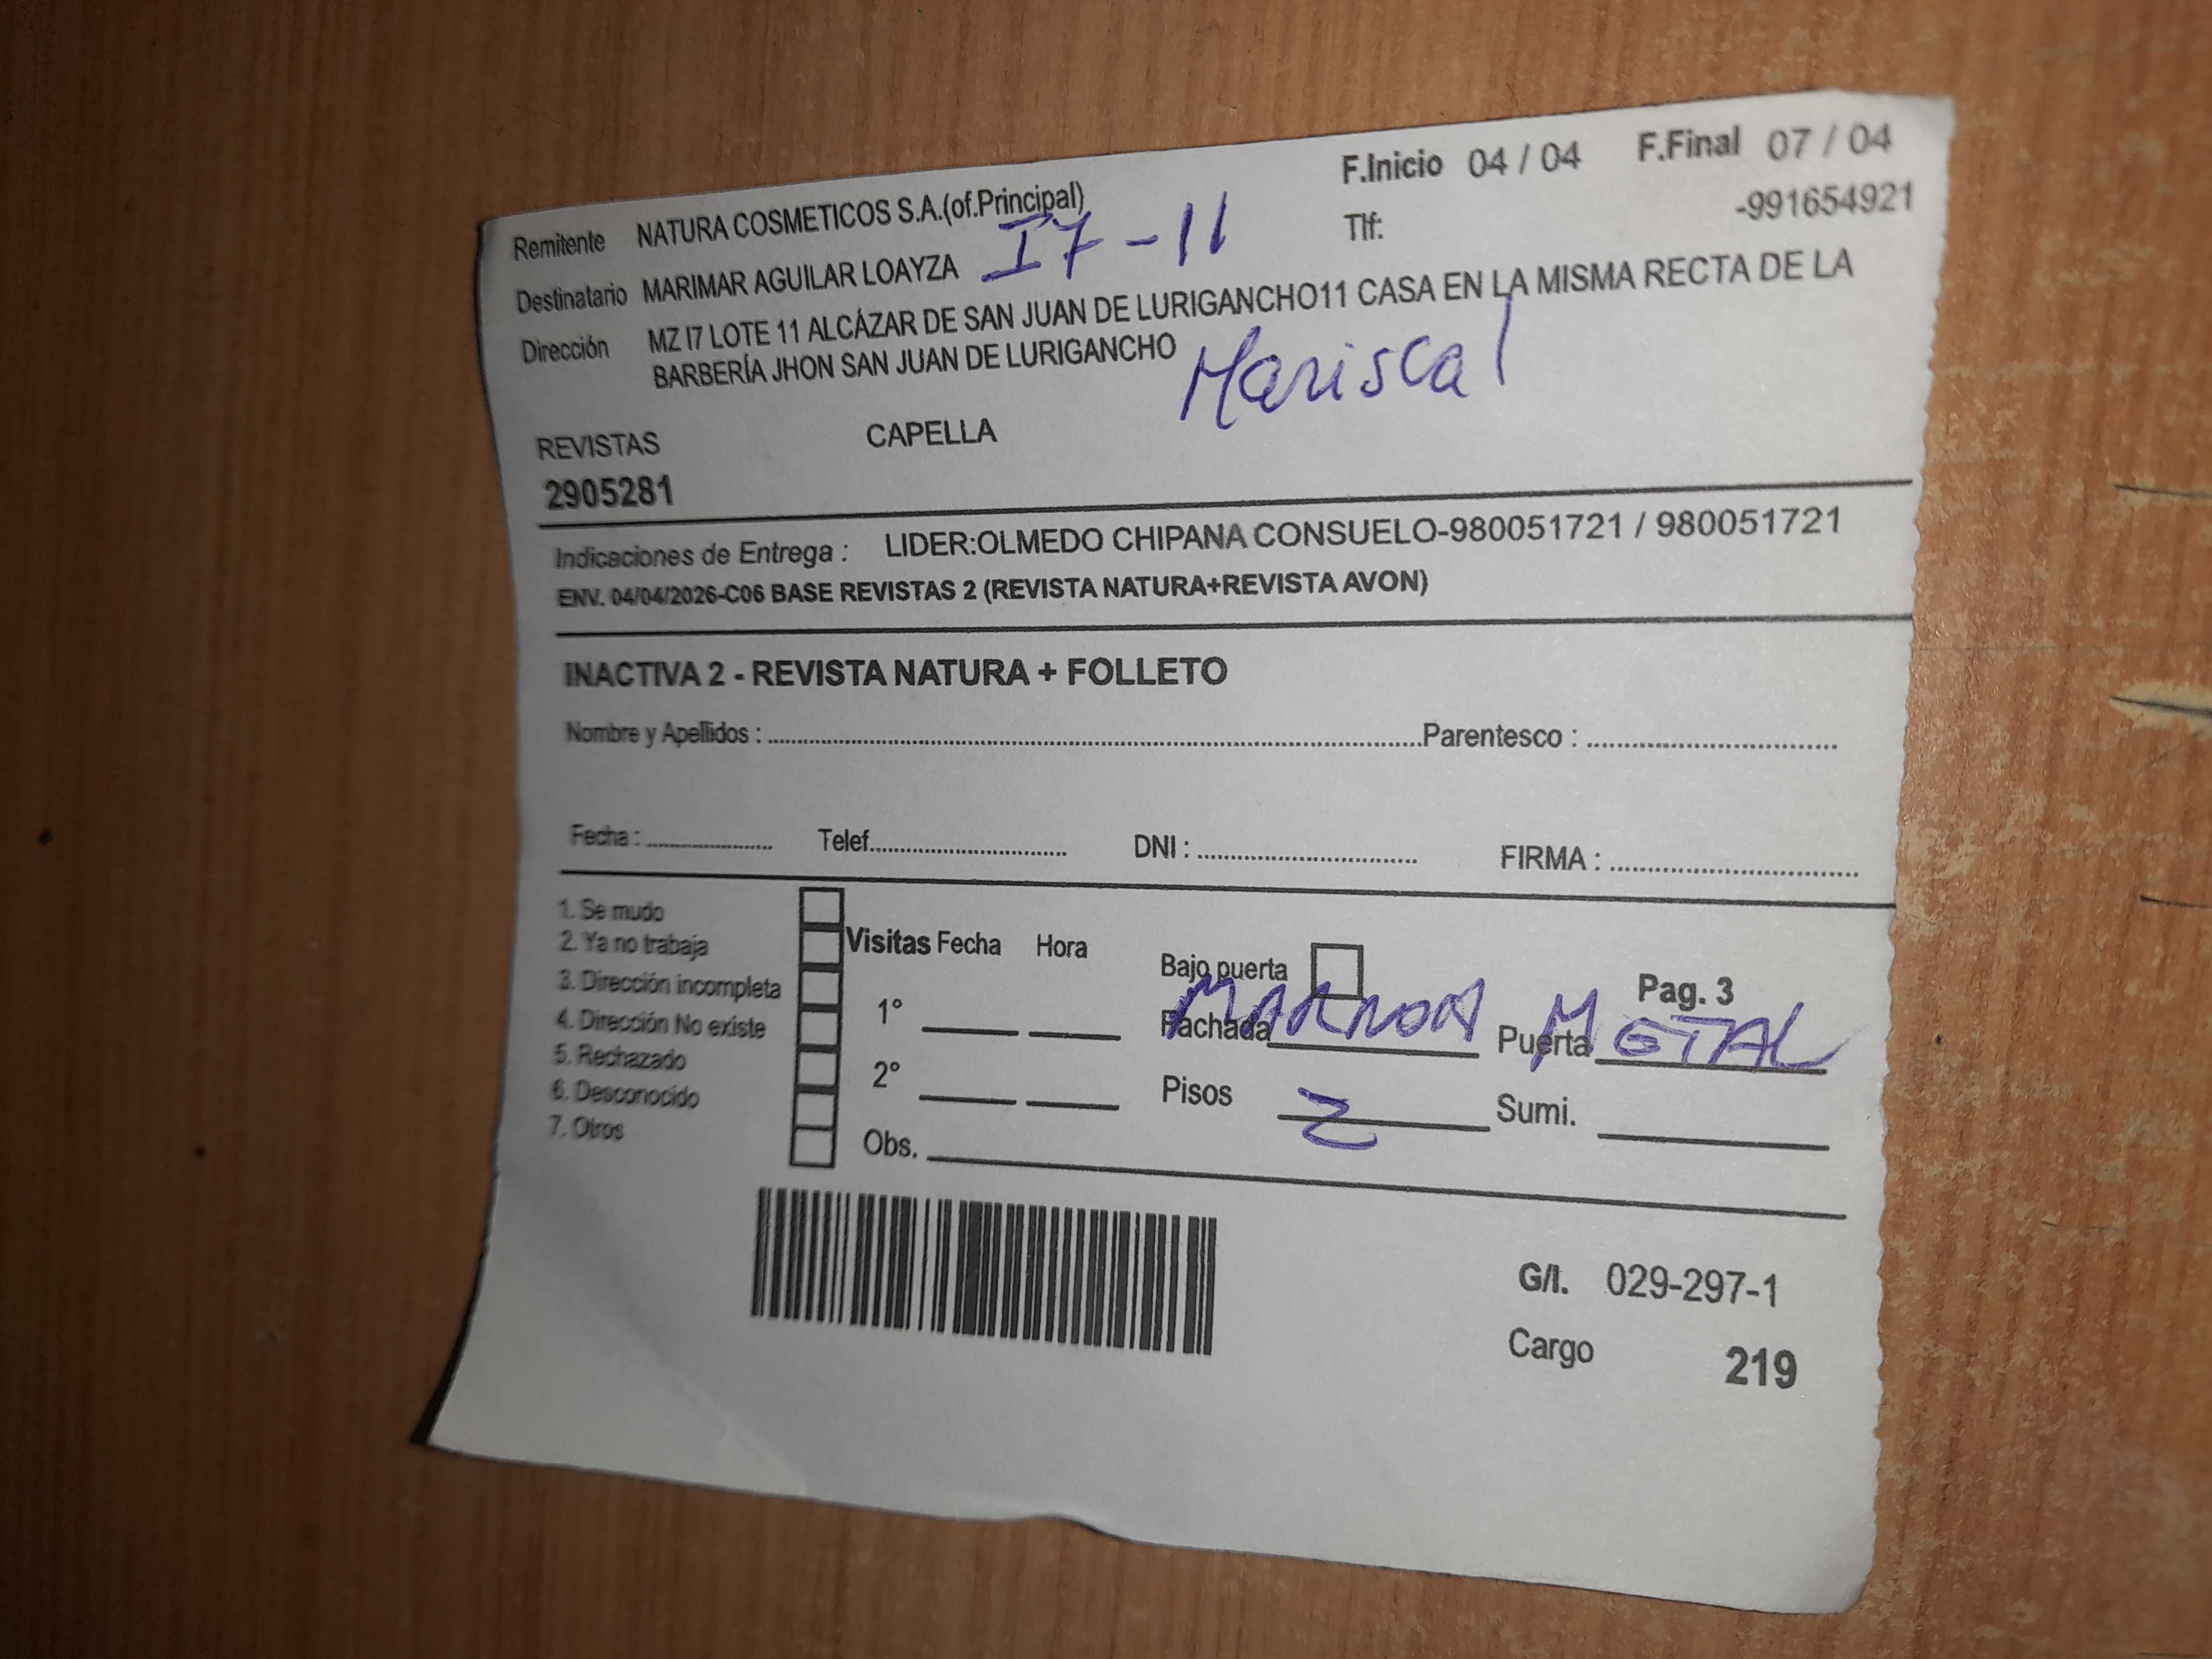 F.Inicio 04 / 04 F.Final 07 / 04
Remitente NATURA COSMETICOS S.A.(of.Principal) Tlf: -991654921
Destinatario MARIMAR AGUILAR LOAYZA I7-11
Dirección MZ I7 LOTE 11 ALCÁZAR DE SAN JUAN DE LURIGANCHO11 CASA EN LA MISMA RECTA DE LA
BARBERÍA JHON SAN JUAN DE LURIGANCHO
Mariscal
REVISTAS CAPELLA
2905281
Indicaciones de Entrega : LIDER:OLMEDO CHIPANA CONSUELO-980051721 / 980051721
ENV. 04/04/2026-C06 BASE REVISTAS 2 (REVISTA NATURA+REVISTA AVON)
INACTIVA 2 - REVISTA NATURA + FOLLETO
Nombre y Apellidos : Parentesco :
Fecha : Telef. DNI : FIRMA :
1. Se mudo
2. Ya no trabaja
3. Dirección incompleta
4. Dirección No existe
5. Rechazado
6. Desconocido
7. Otros
Visitas Fecha Hora
1°
2°
Obs.
Bajo puerta Pag. 3
Fachada Puerta METAL
Pisos 2 Sumi.
G/I. 029-297-1
Cargo 219